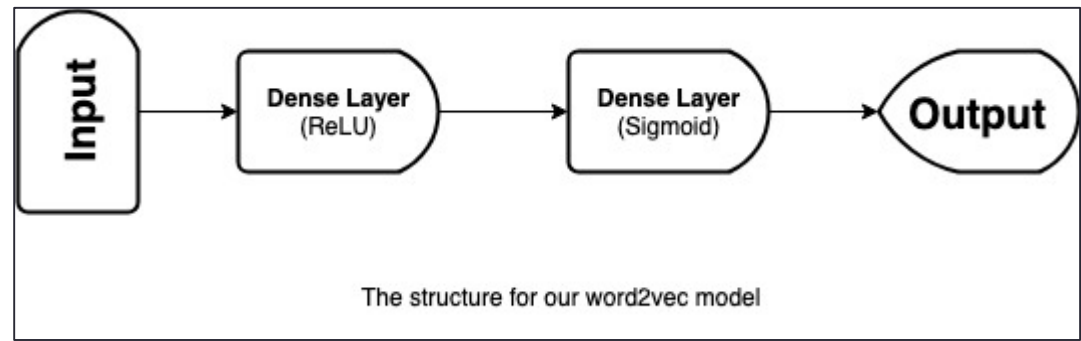 Input
Dense Layer
(ReLU)
Dense Layer
(Sigmoid)
Output
The structure for our word2vec model